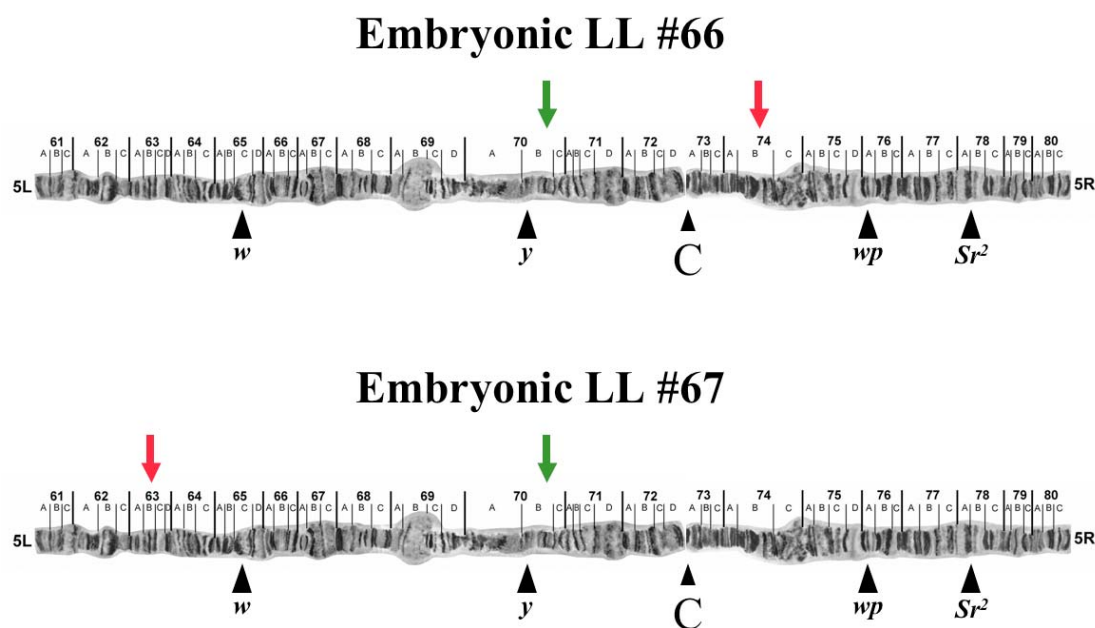 Embryonic LL #66
61 62 63 64 65 66 67 68 69 70 71 72 73 74 75 76 77 78 79 80
A B C A B C A B C D A B C A B C D A B C A B C A B C A B C D A B C A B C D A B C D A B C A B C A B C D A B C A B C A B C A B C A B C
5L 5R
w y C wp Sr²
Embryonic LL #67
61 62 63 64 65 66 67 68 69 70 71 72 73 74 75 76 77 78 79 80
A B C A B C A B C D A B C A B C D A B C A B C A B C A B C D A B C A B C D A B C D A B C A B C A B C D A B C A B C A B C A B C A B C
5L 5R
w y C wp Sr²